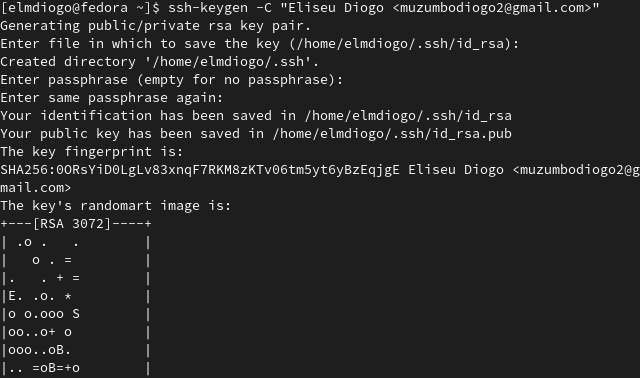 [elmdiogo@fedora ~]$ ssh-keygen -C "Eliseu Diogo <muzumbodiogo2@gmail.com>"
Generating public/private rsa key pair.
Enter file in which to save the key (/home/elmdiogo/.ssh/id_rsa):
Created directory '/home/elmdiogo/.ssh'.
Enter passphrase (empty for no passphrase):
Enter same passphrase again:
Your identification has been saved in /home/elmdiogo/.ssh/id_rsa
Your public key has been saved in /home/elmdiogo/.ssh/id_rsa.pub
The key fingerprint is:
SHA256:0ORsYiD0LgLv83xnqF7RKM8zKTv06tm5yt6yBzEqjgE Eliseu Diogo <muzumbodiogo2@g
mail.com>
The key's randomart image is:
+---[RSA 3072]----+
| .o .   .        |
|   o . =         |
|.   . + =        |
|E. .o. *         |
|o o.ooo S        |
|oo..o+ o         |
|ooo..oB.         |
|.. =oB=+o        |